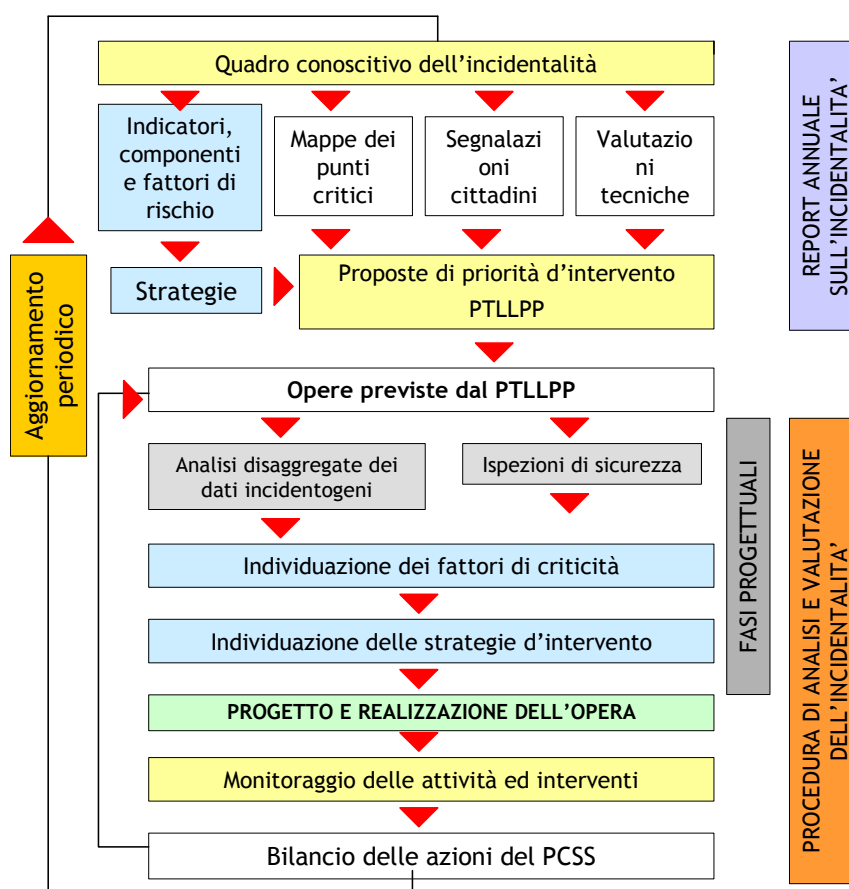 Quadro conoscitivo dell'incidentalità
Indicatori,
componenti
e fattori di
rischio
Mappe dei
punti
critici
Segnalazi
oni
cittadini
Valutazio
ni
tecniche
Strategie
Proposte di priorità d'intervento
PTLLPP
Aggiornamento
periodico
REPORT ANNUALE
SULL'INCIDENTALITA'
Opere previste dal PTLLPP
Analisi disaggregate dei
dati incidentogeni
Ispezioni di sicurezza
Individuazione dei fattori di criticità
Individuazione delle strategie d'intervento
PROGETTO E REALIZZAZIONE DELL'OPERA
Monitoraggio delle attività ed interventi
Bilancio delle azioni del PCSS
FASI PROGETTUALI
PROCEDURA DI ANALISI E VALUTAZIONE
DELL'INCIDENTALITA'